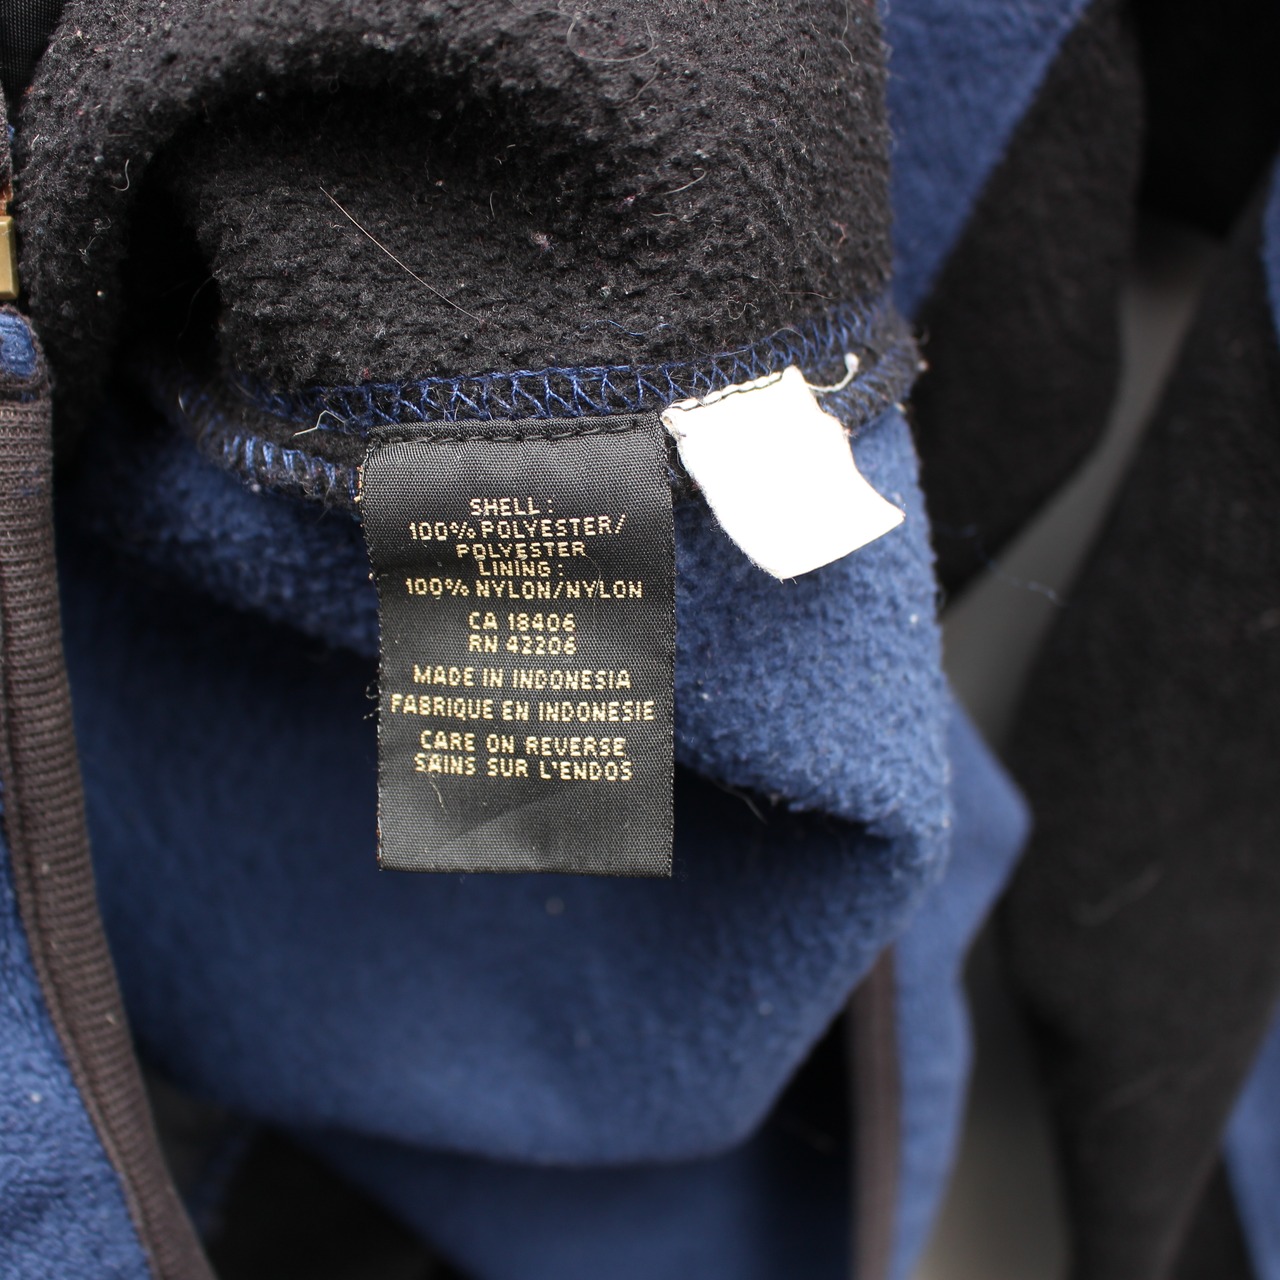 SHELL:
100% POLYESTER/
POLYESTER
LINING:
100% NYLON/NYLON
CA 18406
RN 42206
MADE IN INDONESIA
FABRIQUE EN INDONESIE
CARE ON REVERSE
SAINS SUR L'ENDOS